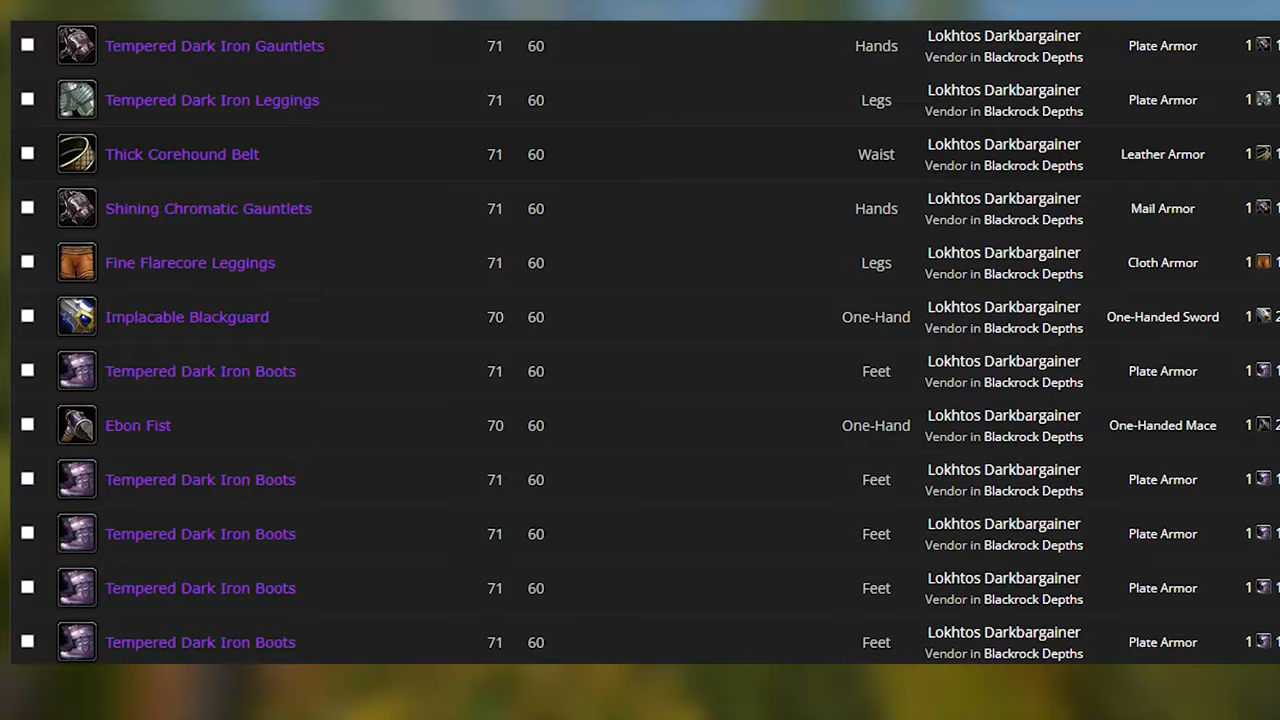 Tempered Dark Iron Gauntlets 71 60 Hands Lokhtos Darkbargainer Plate Armor 1
Vendor in Blackrock Depths
Tempered Dark Iron Leggings 71 60 Legs Lokhtos Darkbargainer Plate Armor 1
Vendor in Blackrock Depths
Thick Corehound Belt 71 60 Waist Lokhtos Darkbargainer Leather Armor 1
Vendor in Blackrock Depths
Shining Chromatic Gauntlets 71 60 Hands Lokhtos Darkbargainer Mail Armor 1
Vendor in Blackrock Depths
Fine Flarecore Leggings 71 60 Legs Lokhtos Darkbargainer Cloth Armor 1
Vendor in Blackrock Depths
Implacable Blackguard 70 60 One-Hand Lokhtos Darkbargainer One-Handed Sword 1
Vendor in Blackrock Depths
Tempered Dark Iron Boots 71 60 Feet Lokhtos Darkbargainer Plate Armor 1
Vendor in Blackrock Depths
Ebon Fist 70 60 One-Hand Lokhtos Darkbargainer One-Handed Mace 1
Vendor in Blackrock Depths
Tempered Dark Iron Boots 71 60 Feet Lokhtos Darkbargainer Plate Armor 1
Vendor in Blackrock Depths
Tempered Dark Iron Boots 71 60 Feet Lokhtos Darkbargainer Plate Armor 1
Vendor in Blackrock Depths
Tempered Dark Iron Boots 71 60 Feet Lokhtos Darkbargainer Plate Armor 1
Vendor in Blackrock Depths
Tempered Dark Iron Boots 71 60 Feet Lokhtos Darkbargainer Plate Armor 1
Vendor in Blackrock Depths